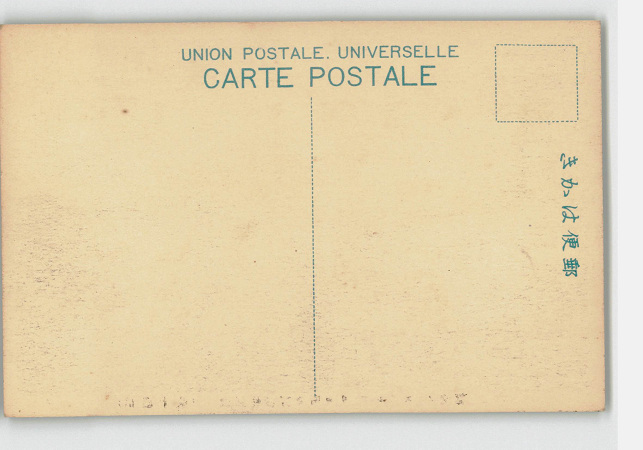 UNION POSTALE. UNIVERSELLE
CARTE POSTALE
きかは便郵